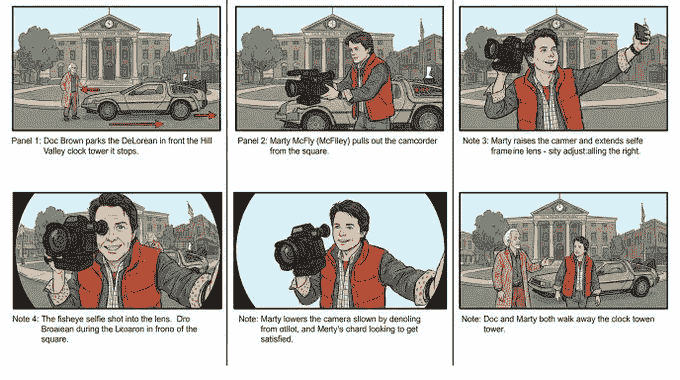 Panel 1: Doc Brown parks the DeLorean in front the Hill
Valley clock tower it stops.
Panel 2: Marty McFly (McFiley) pulls out the camcorder
from the square.
Note 3: Marty raises the camer and extends selfe
frameine lens - sity adjust:alling the right.
Note 4: The fisheye selfie shot into the lens. Dro
Broaiean during the Lxoaron in frono of the
square.
Note: Marty lowers the camera sllown by denoling
from otllot, and Merty's chard looking to get
satisfied.
Note: Doc and Marty both walk away the clock towen
tower.